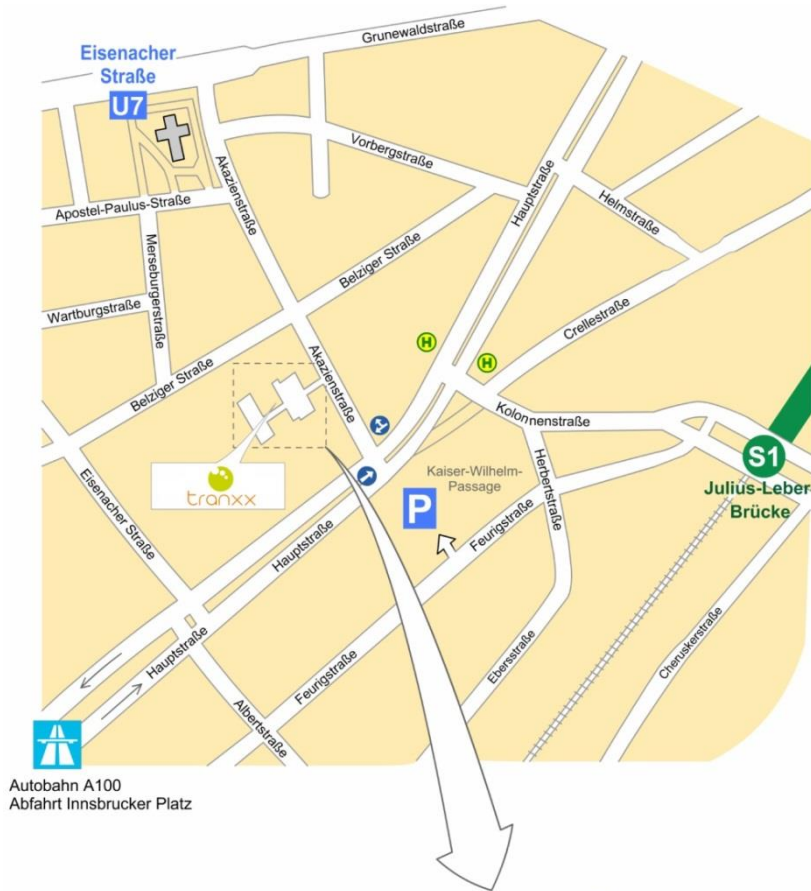 Grunewaldstraße
Eisenacher
Straße
U7
Akazienstraße
Vorbergstraße
Hauptstraße
Helmstraße
Apostel-Paulus-Straße
Merseburgerstraße
Belziger Straße
Wartburgstraße
Crellestraße
H
H
Akazienstraße
Belziger Straße
Kolonnenstraße
S1
Julius-Leber-
Brücke
Kaiser-Wilhelm-
Passage
Herbertstraße
tranxx
P
Eisenacher Straße
Hauptstraße
Feurigstraße
Hauptstraße
Ebersstraße
Cheruskerstraße
Feurigstraße
Albertstraße
Autobahn A100
Abfahrt Innsbrucker Platz